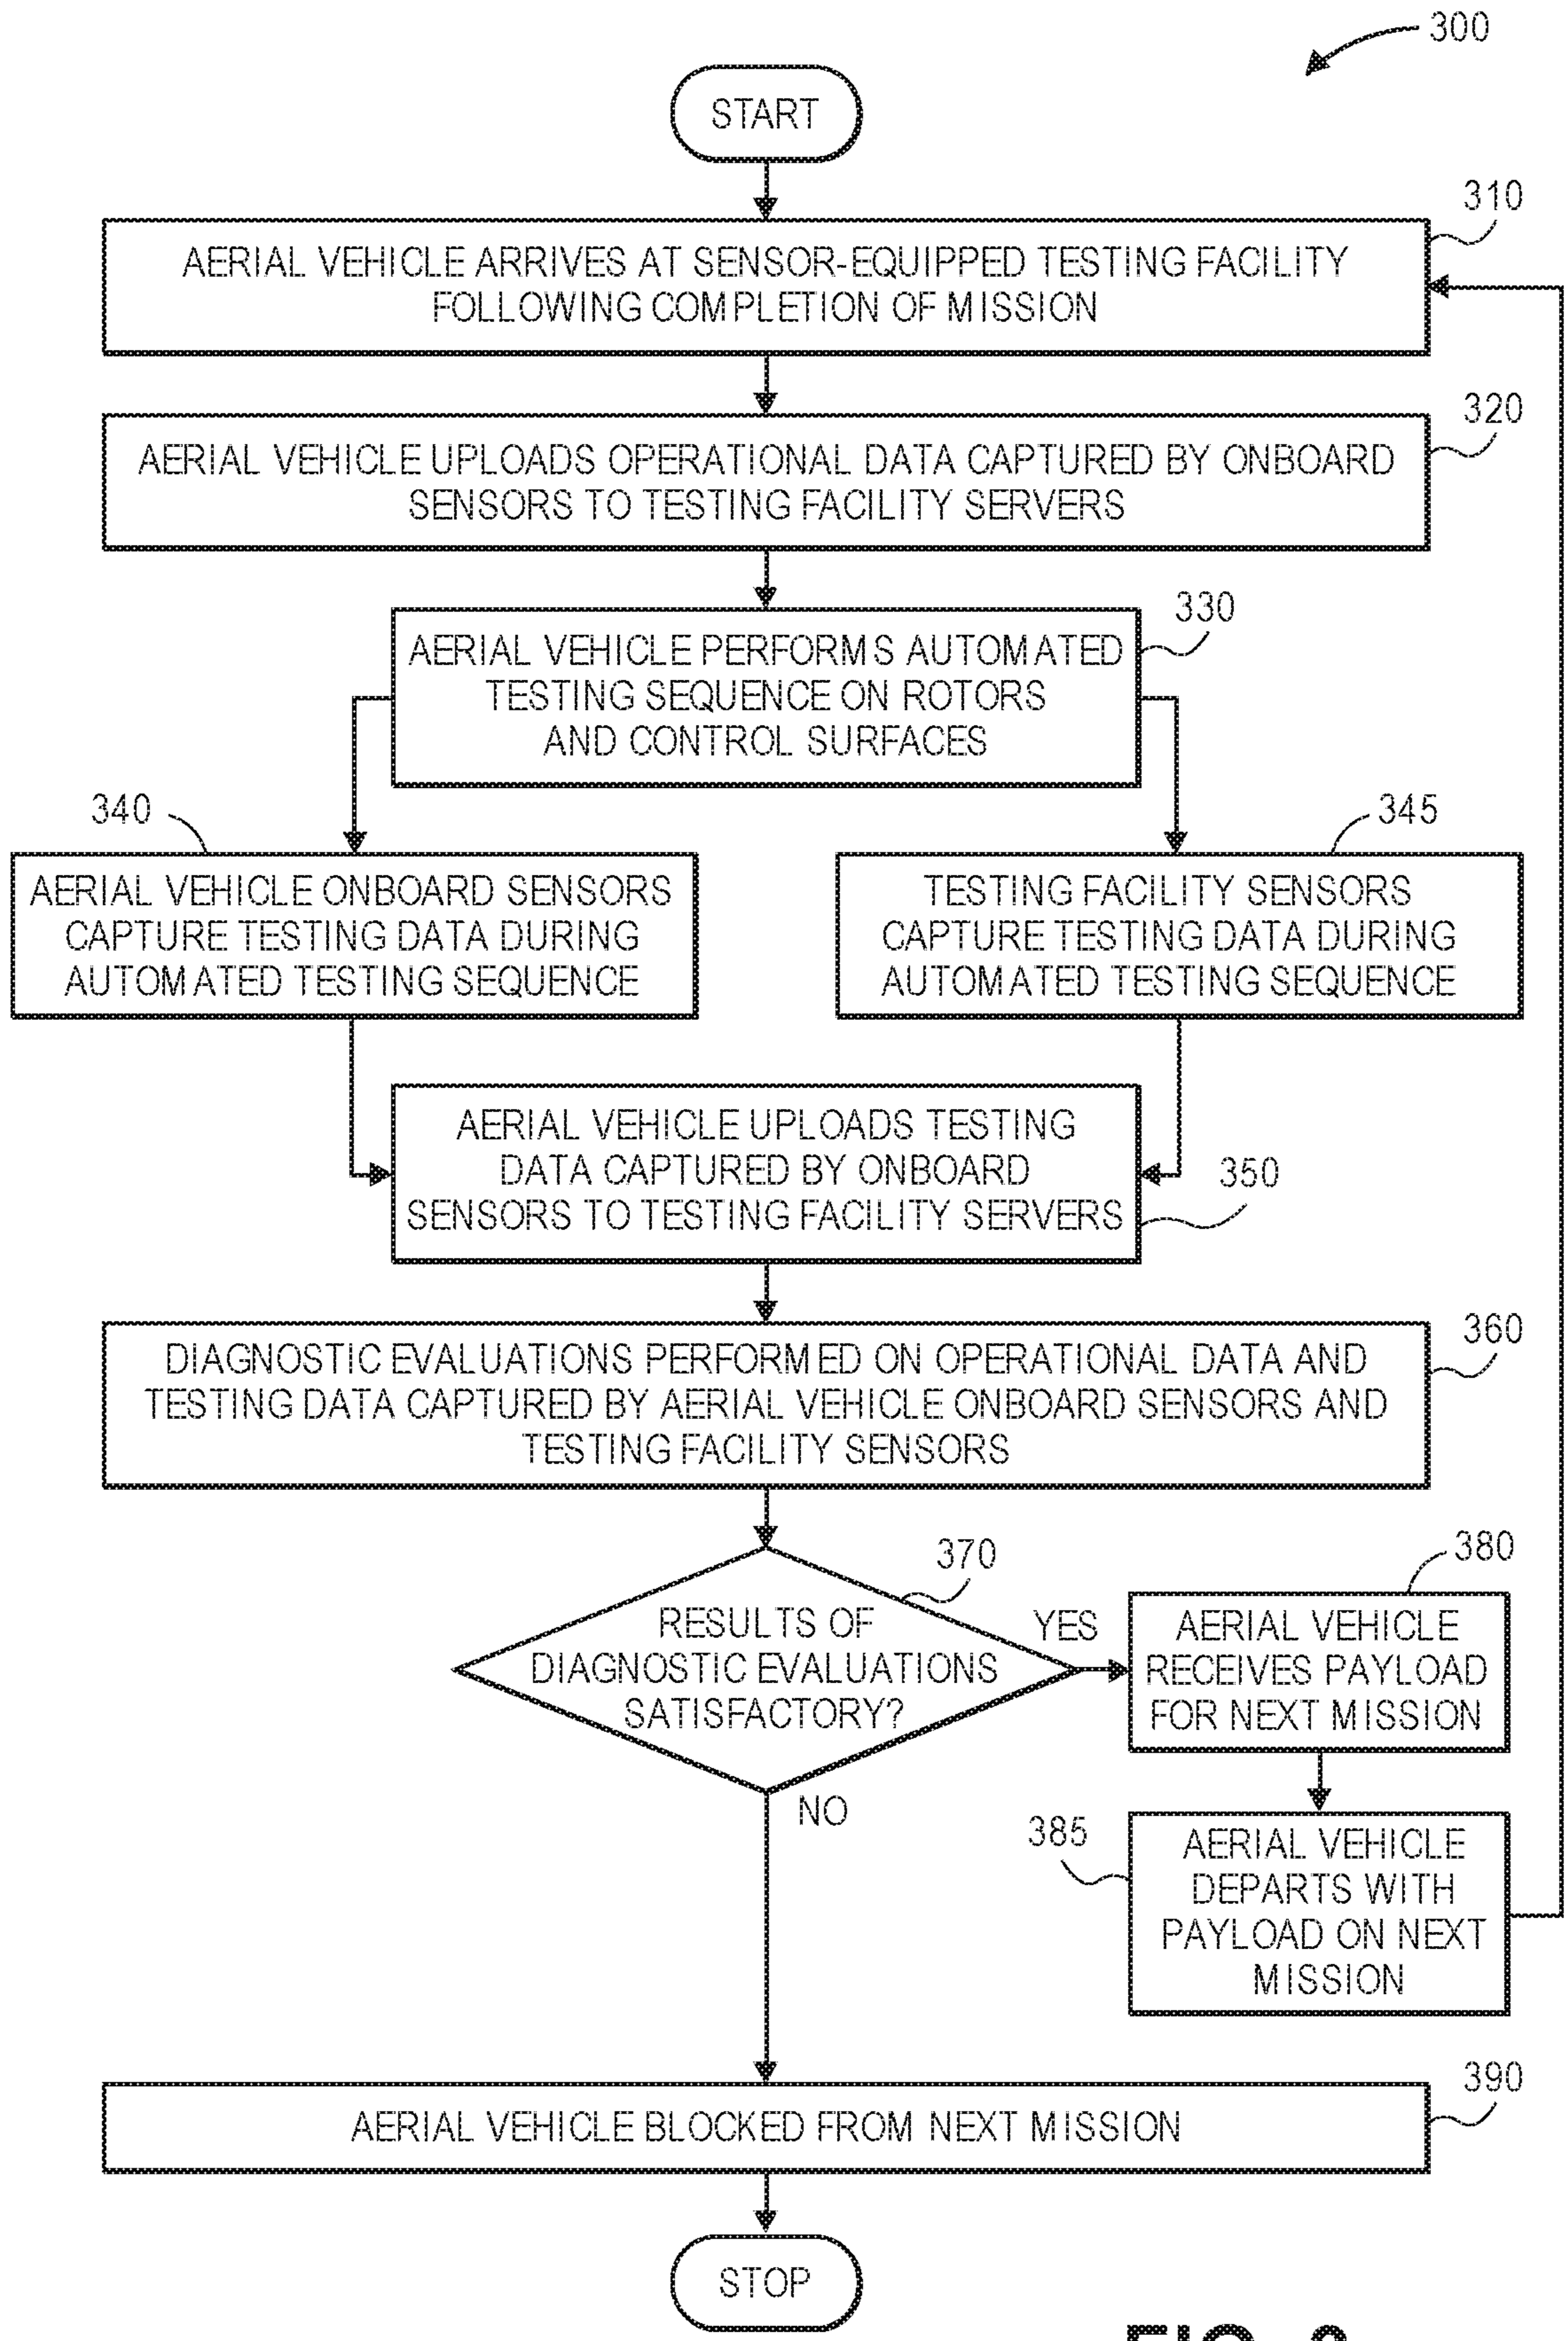 300
START
310
AERIAL VEHICLE ARRIVES AT SENSOR-EQUIPPED TESTING FACILITY
FOLLOWING COMPLETION OF MISSION
320
AERIAL VEHICLE UPLOADS OPERATIONAL DATA CAPTURED BY ONBOARD
SENSORS TO TESTING FACILITY SERVERS
330
AERIAL VEHICLE PERFORMS AUTOMATED
TESTING SEQUENCE ON ROTORS
AND CONTROL SURFACES
340
AERIAL VEHICLE ONBOARD SENSORS
CAPTURE TESTING DATA DURING
AUTOMATED TESTING SEQUENCE
345
TESTING FACILITY SENSORS
CAPTURE TESTING DATA DURING
AUTOMATED TESTING SEQUENCE
AERIAL VEHICLE UPLOADS TESTING
DATA CAPTURED BY ONBOARD
SENSORS TO TESTING FACILITY SERVERS
350
360
DIAGNOSTIC EVALUATIONS PERFORMED ON OPERATIONAL DATA AND
TESTING DATA CAPTURED BY AERIAL VEHICLE ONBOARD SENSORS AND
TESTING FACILITY SENSORS
370
RESULTS OF
DIAGNOSTIC EVALUATIONS
SATISFACTORY?
YES
380
AERIAL VEHICLE
RECEIVES PAYLOAD
FOR NEXT MISSION
NO
385
AERIAL VEHICLE
DEPARTS WITH
PAYLOAD ON NEXT
MISSION
390
AERIAL VEHICLE BLOCKED FROM NEXT MISSION
STOP
FIG.